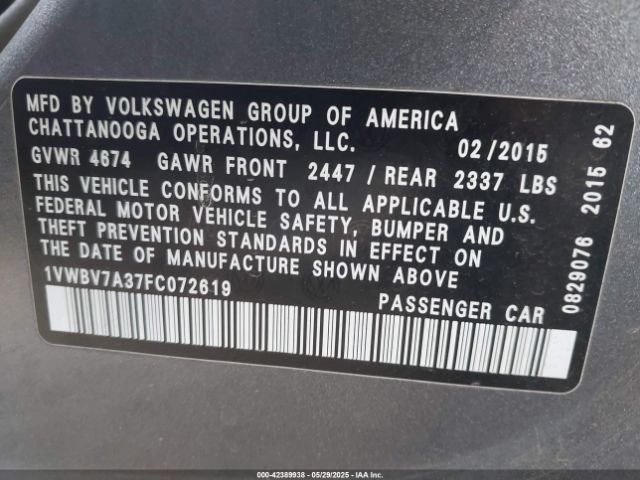 MFD BY VOLKSWAGEN GROUP OF AMERICA
CHATTANOOGA OPERATIONS, LLC. 02/2015
GVWR 4674 GAWR FRONT 2447 / REAR 2337 LBS
THIS VEHICLE CONFORMS TO ALL APPLICABLE U.S.
FEDERAL MOTOR VEHICLE SAFETY, BUMPER AND
THEFT PREVENTION STANDARDS IN EFFECT ON
THE DATE OF MANUFACTURE SHOWN ABOVE
1VWBV7A37FC072619 PASSENGER CAR
0829076 2015 62
000-42389938 - 05/29/2025 - IAAI.COM